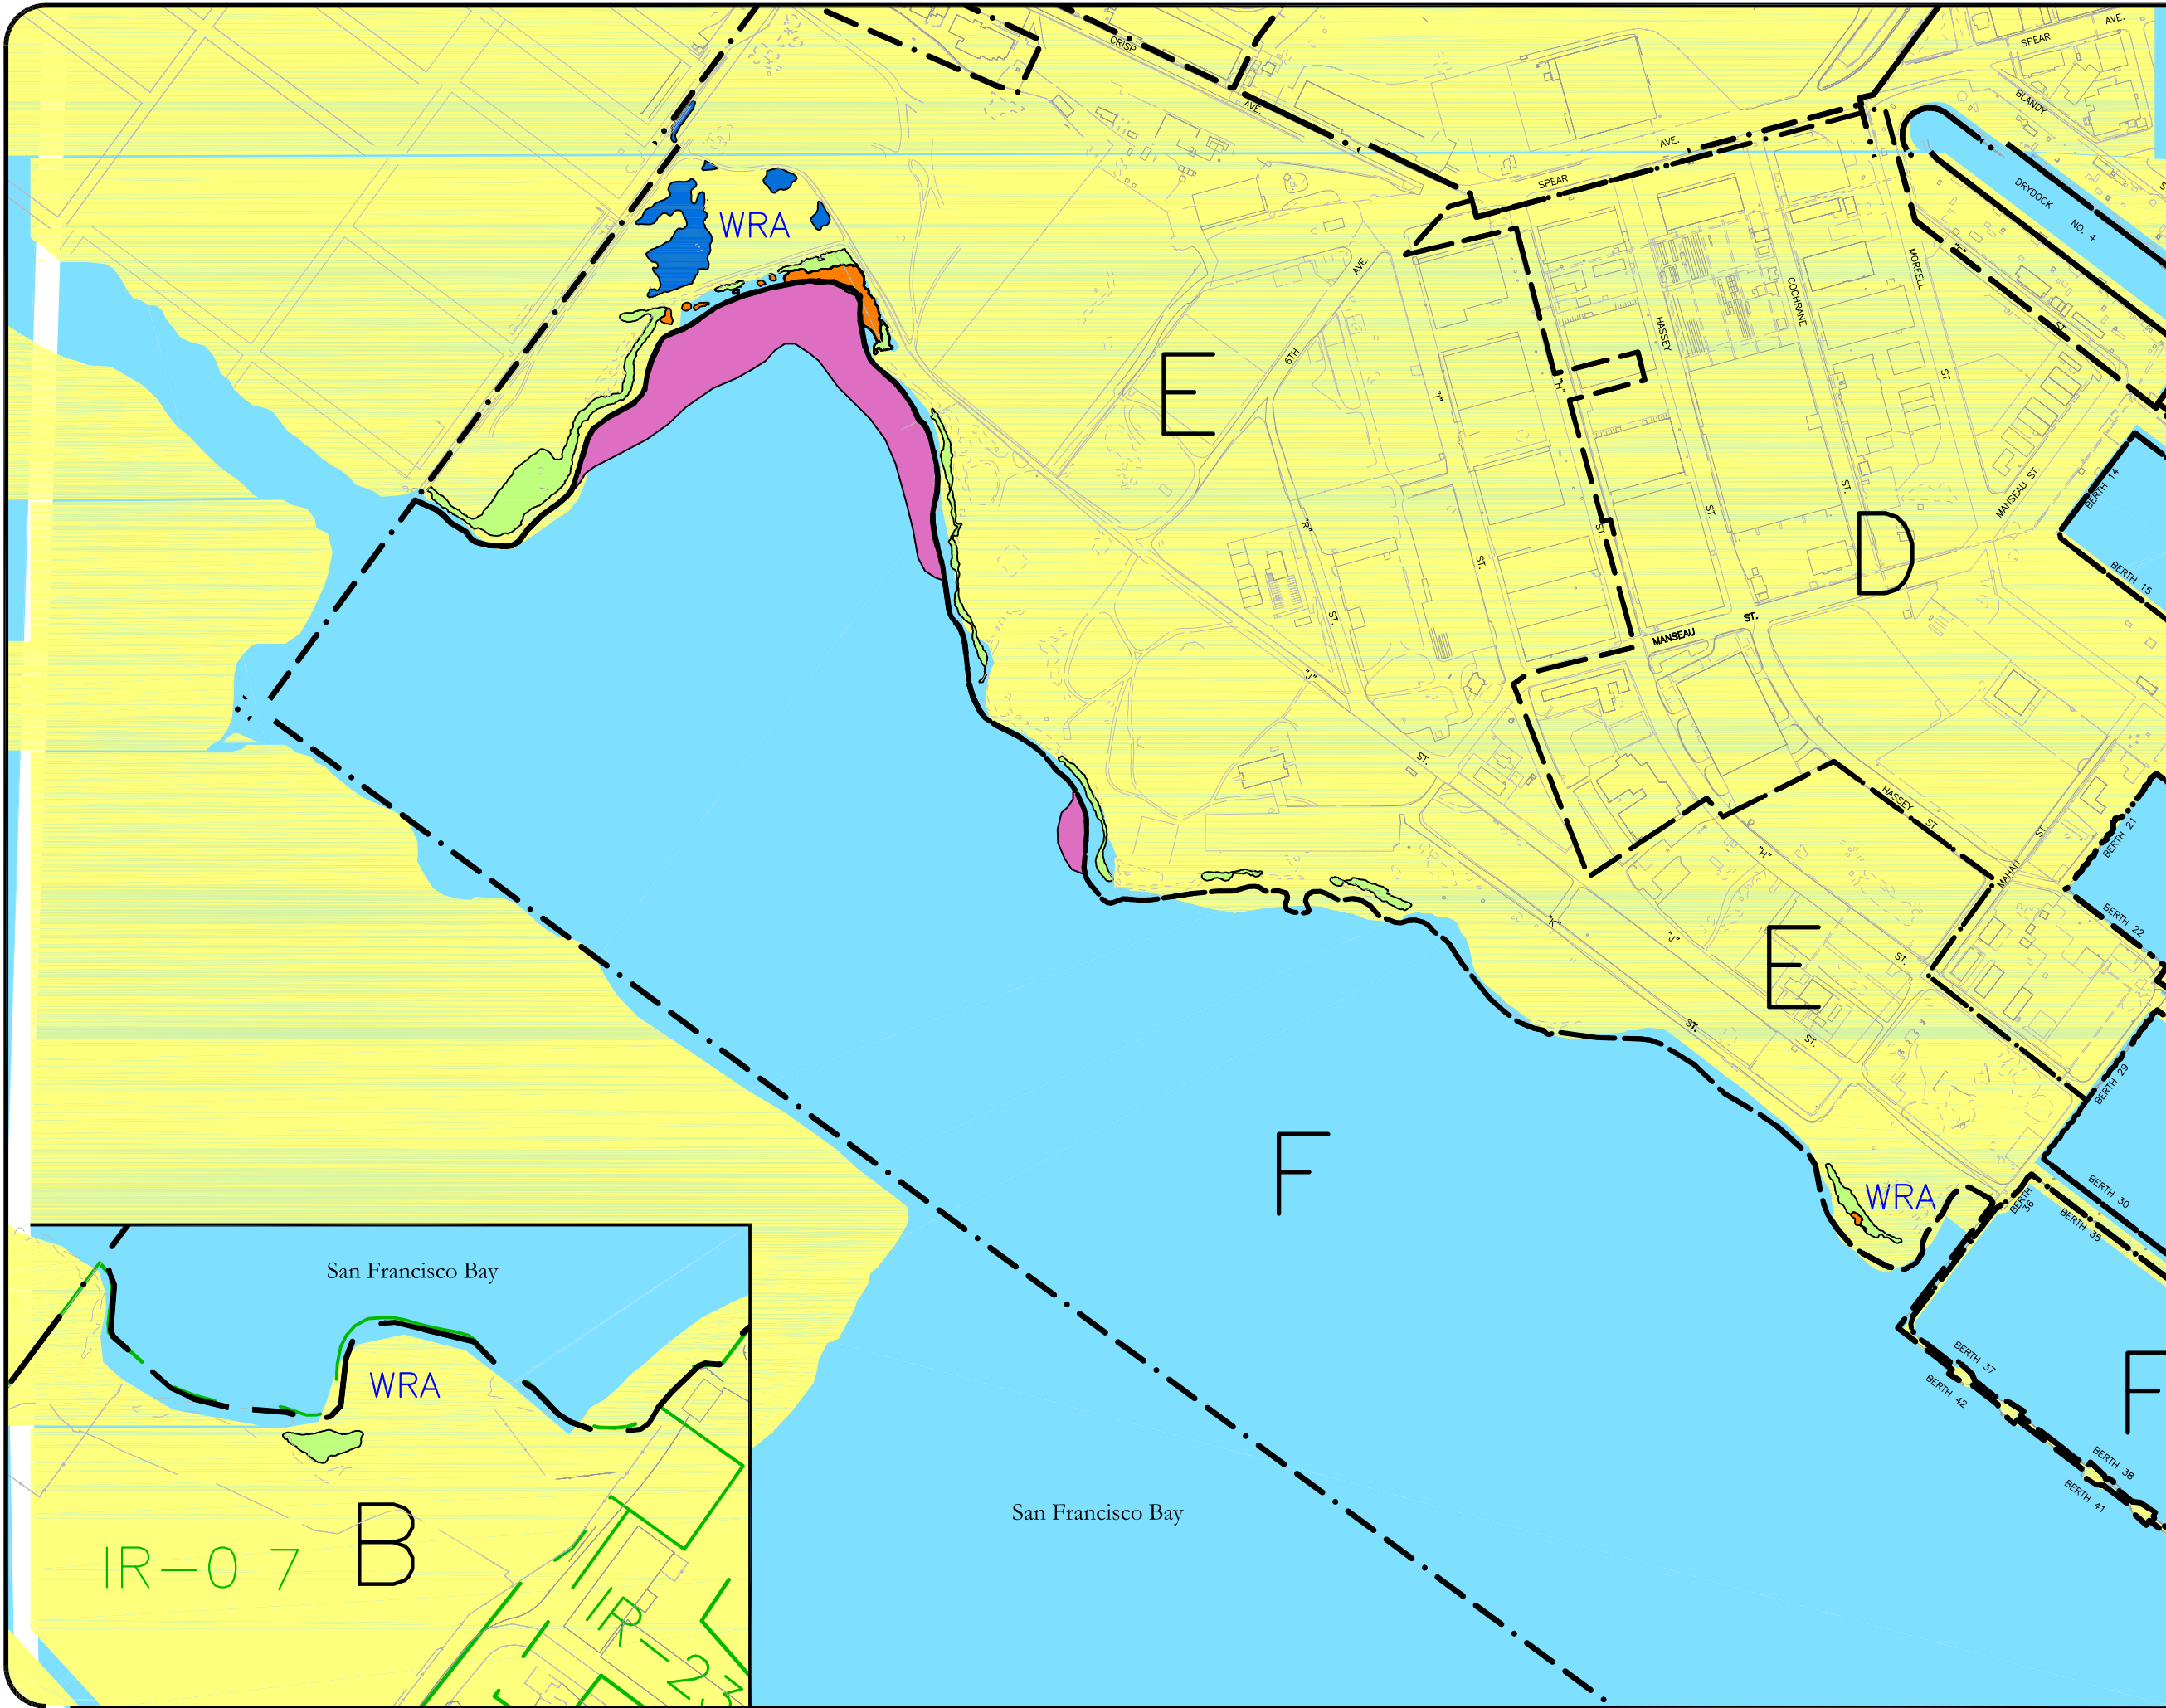 CRISP
AVE.
SPEAR
AVE.
SPEAR
AVE.
BLANDY
DRYDOCK
NO. 4
WRA
E
6TH
AVE.
"I"
ST.
"H"
ST.
HASSEY
ST.
COCHRANE
ST.
MORELL
ST.
"E"
ST.
MANSEAU ST.
BERTH 14
BERTH 15
D
"R"
ST.
MANSEAU
ST.
"J"
ST.
HASSEY
ST.
MAHAN
ST.
BERTH 21
BERTH 22
"H"
ST.
"K"
ST.
"J"
ST.
E
BERTH 29
BERTH 30
F
WRA
BERTH
36
BERTH 35
BERTH 37
BERTH 42
F
BERTH 38
BERTH 41
San Francisco Bay
San Francisco Bay
WRA
B
IR-07
IR-23